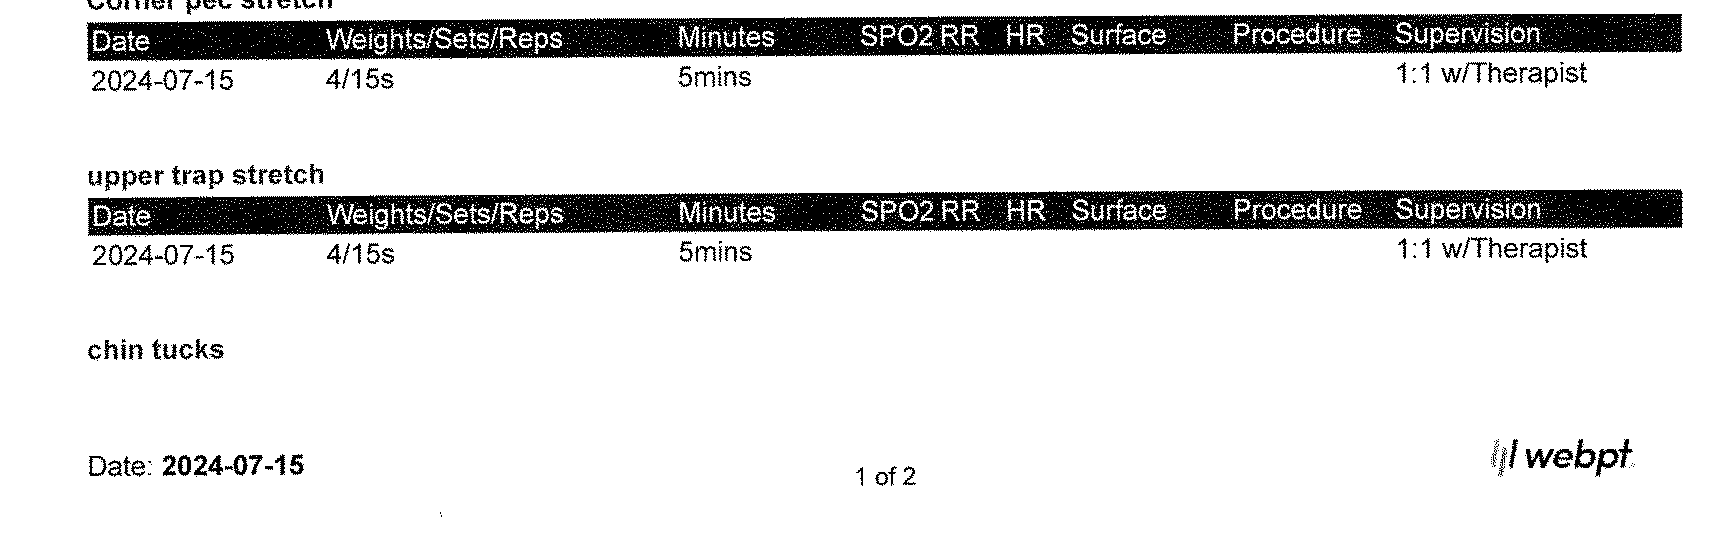 Corner pec stretch
Date Weights/Sets/Reps Minutes SPO2 RR HR Surface Procedure Supervision
2024-07-15 4/15s 5mins 1:1 w/Therapist
upper trap stretch
Date Weights/Sets/Reps Minutes SPO2 RR HR Surface Procedure Supervision
2024-07-15 4/15s 5mins 1:1 w/Therapist
chin tucks
Date: 2024-07-15 1 of 2 webpt